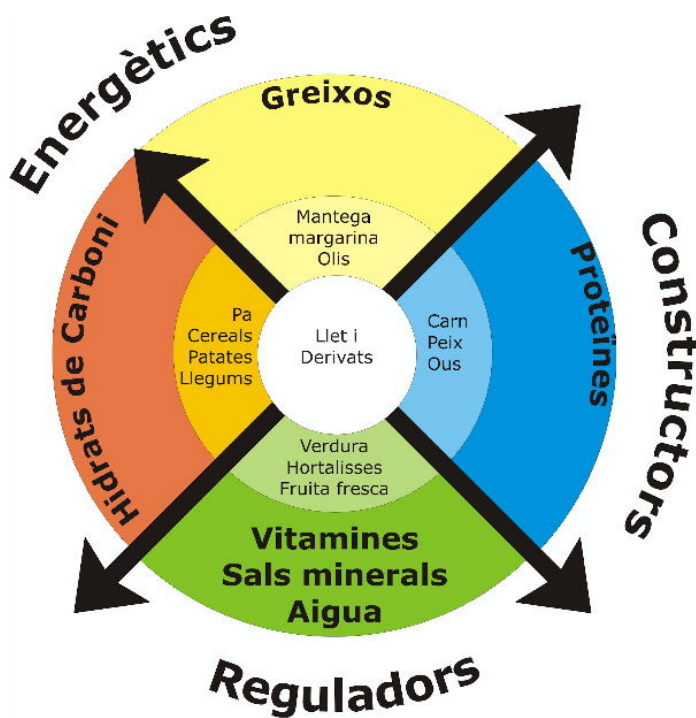 Energètics
Greixos
Mantega
margarina
Olis
Hidrats de Carboni
Pa
Cereals
Patates
Llegums
Llet i
Derivats
Carn
Peix
Ous
Proteïnes
Constructors
Verdura
Hortalisses
Fruita fresca
Vitamines
Sals minerals
Aigua
Reguladors